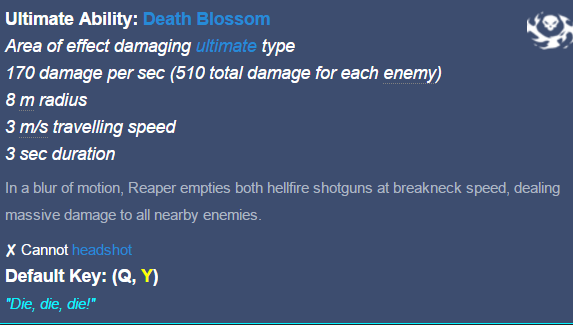 Ultimate Ability: Death Blossom
Area of effect damaging ultimate type
170 damage per sec (510 total damage for each enemy)
8 m radius
3 m/s travelling speed
3 sec duration
In a blur of motion, Reaper empties both hellfire shotguns at breakneck speed, dealing
massive damage to all nearby enemies.
✗ Cannot headshot
Default Key: (Q, Y)
"Die, die, die!"